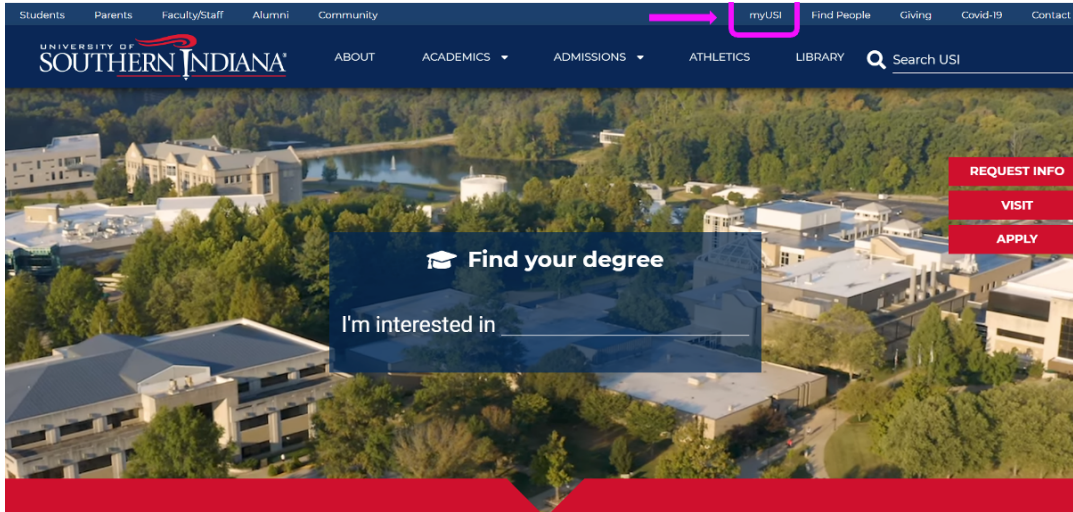 Students Parents Faculty/Staff Alumni Community myUSI Find People Giving Covid-19 Contact
UNIVERSITY OF
SOUTHERN INDIANA
ABOUT ACADEMICS ADMISSIONS ATHLETICS LIBRARY Search USI
REQUEST INFO
VISIT
APPLY
Find your degree
I'm interested in